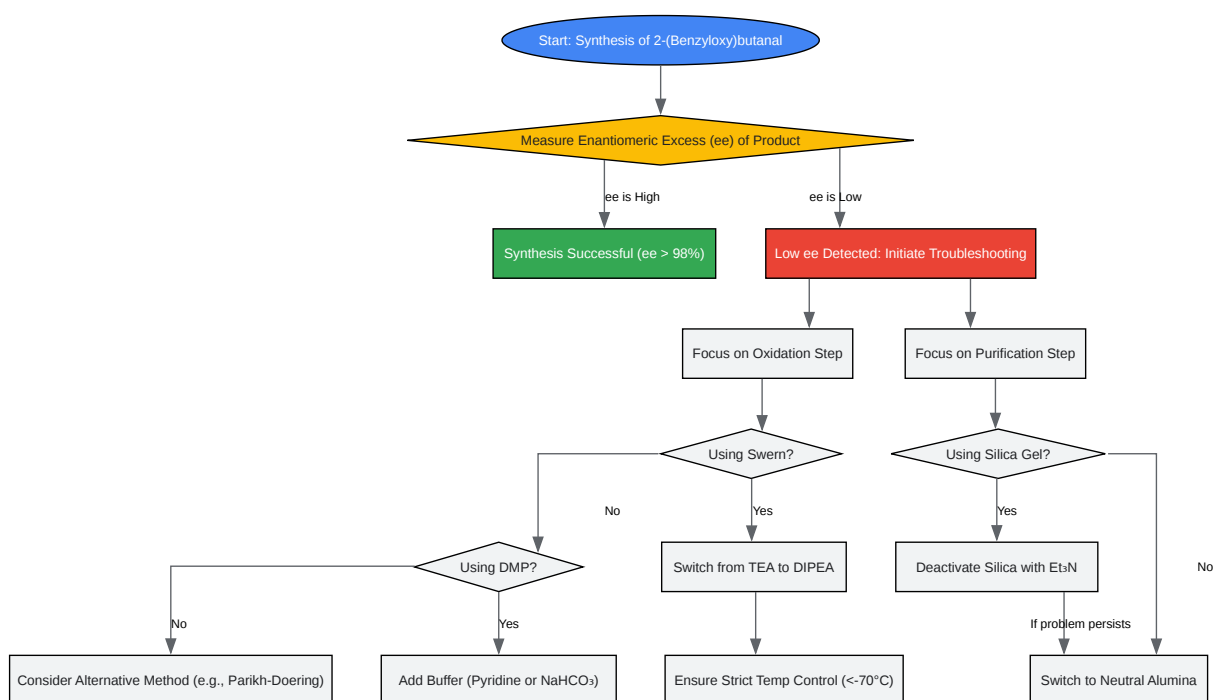 Start: Synthesis of 2-(Benzyloxy)butanal
Measure Enantiomeric Excess (ee) of Product
ee is High
ee is Low
Synthesis Successful (ee > 98%)
Low ee Detected: Initiate Troubleshooting
Focus on Oxidation Step
Focus on Purification Step
Using Swern?
Using Silica Gel?
No
Yes
Yes
Using DMP?
Switch from TEA to DIPEA
Deactivate Silica with Et₃N
No
No
Yes
If problem persists
Consider Alternative Method (e.g., Parikh-Doering)
Add Buffer (Pyridine or NaHCO₃)
Ensure Strict Temp Control (<-70°C)
Switch to Neutral Alumina